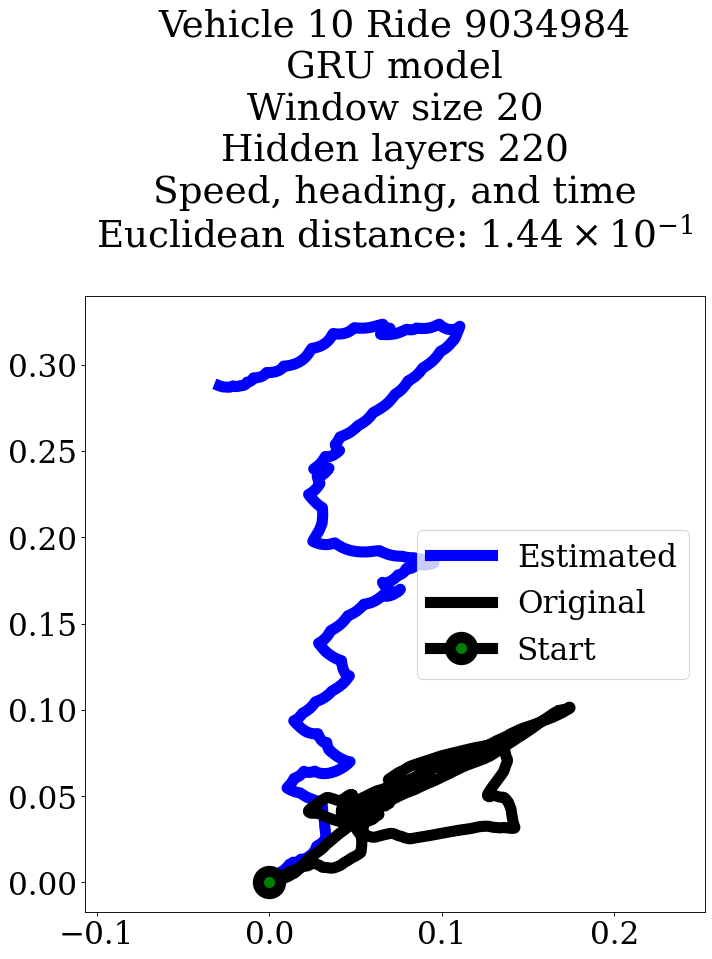 Vehicle 10 Ride 9034984
GRU model
Window size 20
Hidden layers 220
Speed, heading, and time
Euclidean distance: 1.44 × 10⁻¹
0.30
0.25
0.20
0.15
0.10
0.05
0.00
Estimated
Original
Start
−0.1 0.0 0.1 0.2